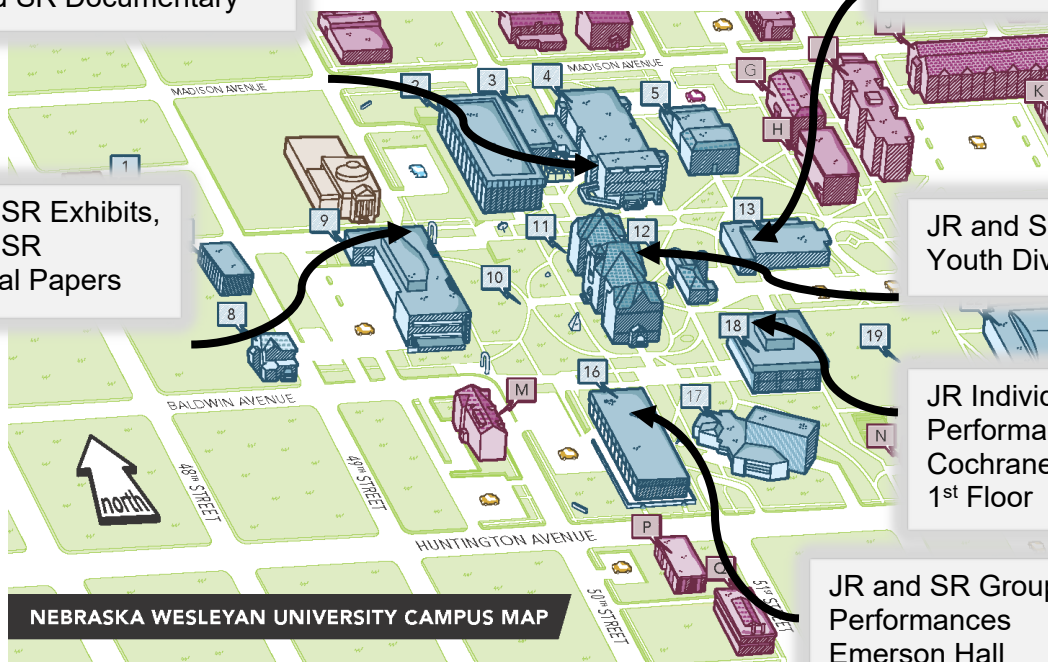 SR Documentary
MADISON AVENUE
MADISON AVENUE
2
3
4
5
G
H
K
1
SR Exhibits,
SR
al Papers
9
11
12
13
10
8
JR and S
Youth Div
18
19
BALDWIN AVENUE
M
16
17
N
JR Individ
Performa
Cochrane
1st Floor
north
48TH STREET
49TH STREET
HUNTINGTON AVENUE
P
Q
50TH STREET
51ST STREET
NEBRASKA WESLEYAN UNIVERSITY CAMPUS MAP
JR and SR Group
Performances
Emerson Hall